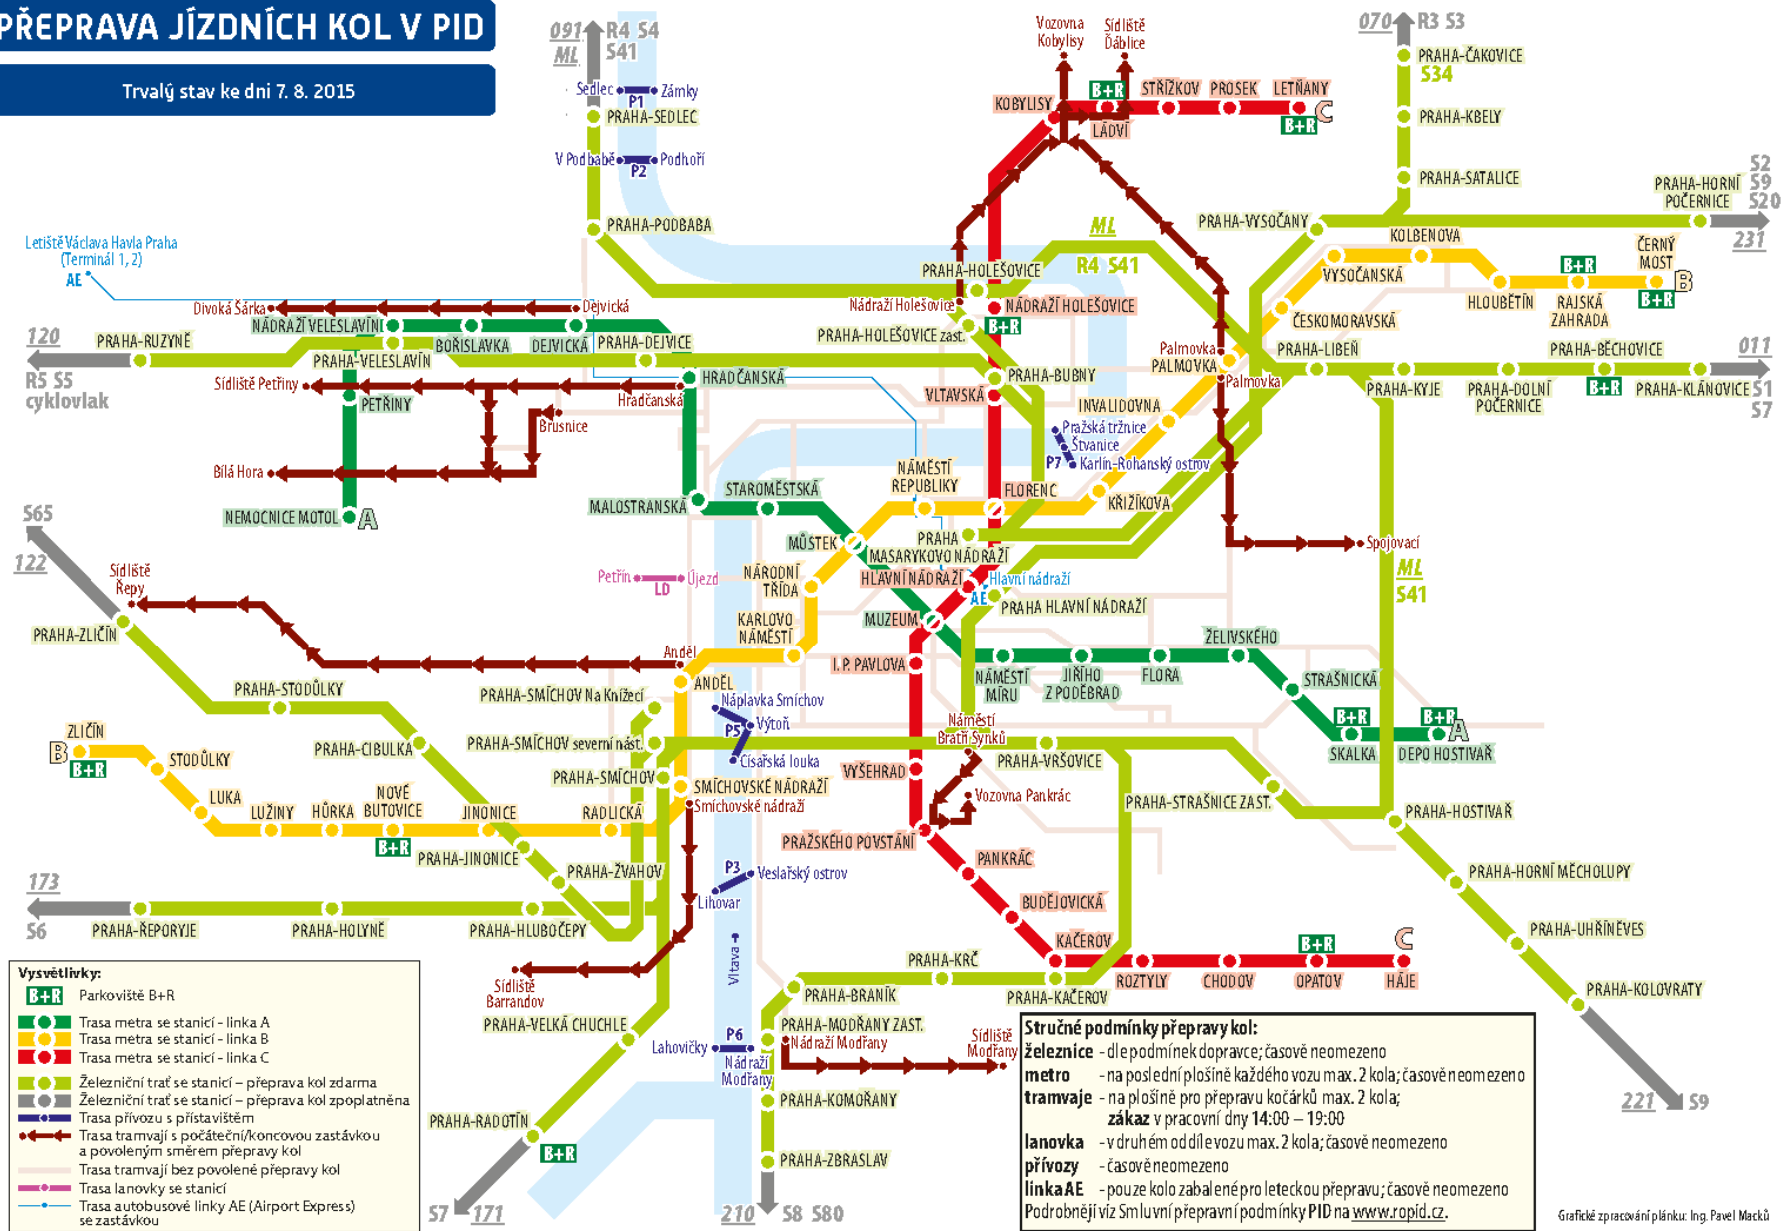 PŘEPRAVA JÍZDNÍCH KOL V PID
Trvalý stav ke dni 7. 8. 2015
091
ML
R4 S4
S41
Sedlec
P1
Zámky
PRAHA-SEDLEC
V Podbabě
P2
Podhoří
PRAHA-PODBABA
Vozovna
Kobylisy
Sídliště
Ďáblice
KOBYLISY
B+R
LÁDVÍ
STŘÍŽKOV
PROSEK
LETŇANY
B+R
C
070
R3 S3
PRAHA-ČAKOVICE
S34
PRAHA-KBELY
PRAHA-SATALICE
PRAHA-VYSOČANY
PRAHA-HORNÍ
POČERNICE
S2
S9
S20
231
KOLBENOVA
VYSOČANSKÁ
HLOUBĚTÍN
B+R
RAJSKÁ
ZAHRADA
ČERNÝ
MOST
B
B+R
ČESKOMORAVSKÁ
Letiště Václava Havla Praha
(Terminál 1, 2)
AE
Divoká Šárka
Dejvická
NÁDRAŽÍ VELESLAVÍN
BOŘISLAVKA
DEJVICKÁ
PRAHA-DEJVICE
PRAHA-VELESLAVÍN
120
PRAHA-RUZYNĚ
R5 S5
cyklovlak
Sídliště Petřiny
PETŘINY
Hradčanská
HRADČANSKÁ
Brusnice
Bílá Hora
NEMOCNICE MOTOL
A
ML
R4 S41
PRAHA-HOLEŠOVICE
Nádraží Holešovice
NÁDRAŽÍ HOLEŠOVICE
B+R
PRAHA-HOLEŠOVICE zast.
PRAHA-BUBNY
VLTAVSKÁ
Palmovka
PALMOVKA
Palmovka
INVALIDOVNA
Pražská tržnice
Štvanice
P7
Karlín-Rohanský ostrov
KŘIŽÍKOVA
PRAHA-LIBEŇ
PRAHA-KYJE
PRAHA-DOLNÍ
POČERNICE
PRAHA-BĚCHOVICE
B+R
PRAHA-KLÁNOVICE
011
S1
S7
MALOSTRANSKÁ
STAROMĚSTSKÁ
NÁMĚSTÍ
REPUBLIKY
FLORENC
MŮSTEK
PRAHA
MASARYKOVO NÁDRAŽÍ
HLAVNÍ NÁDRAŽÍ
Hlavní nádraží
AE
PRAHA HLAVNÍ NÁDRAŽÍ
NÁRODNÍ
TŘÍDA
KARLOVO
NÁMĚSTÍ
MUZEUM
I. P. PAVLOVA
NÁMĚSTÍ
MÍRU
JIŘÍHO
Z PODĚBRAD
FLORA
ŽELIVSKÉHO
STRAŠNICKÁ
B+R
SKALKA
B+R
A
DEPO HOSTIVAŘ
Spojovací
ML
S41
Petřín
LD
Újezd
S65
122
Sídliště
Řepy
PRAHA-ZLIČÍN
PRAHA-STODŮLKY
PRAHA-CIBULKA
Anděl
ANDĚL
PRAHA-SMÍCHOV Na Knížecí
Náplavka Smíchov
P5
Výtoň
Císařská louka
PRAHA-SMÍCHOV severní nást.
PRAHA-SMÍCHOV
SMÍCHOVSKÉ NÁDRAŽÍ
Smíchovské nádraží
ZLIČÍN
B
B+R
STODŮLKY
LUKA
LUŽINY
HŮRKA
NOVÉ
BUTOVICE
B+R
JINONICE
RADLICKÁ
PRAHA-JINONICE
PRAHA-ŽVAHOV
Náměstí
Bratří Synků
PRAHA-VRŠOVICE
VYŠEHRAD
Vozovna Pankrác
PRAŽSKÉHO POVSTÁNÍ
PANKRÁC
BUDĚJOVICKÁ
KAČEROV
PRAHA-KAČEROV
ROZTYLY
CHODOV
B+R
OPATOV
C
HÁJE
PRAHA-STRAŠNICE ZAST.
PRAHA-HOSTIVAŘ
PRAHA-HORNÍ MĚCHOLUPY
PRAHA-UHŘÍNĚVES
PRAHA-KOLOVRATY
221
S9
173
S6
PRAHA-ŘEPORYJE
PRAHA-HOLYNĚ
PRAHA-HLUBOČEPY
P3
Veslařský ostrov
Lihovar
Vltava
Sídliště
Barrandov
PRAHA-KRČ
PRAHA-BRANÍK
PRAHA-VELKÁ CHUCHLE
PRAHA-MODŘANY ZAST.
Nádraží Modřany
P6
Lahovičky
Nádraží
Modřany
Sídliště
Modřany
PRAHA-KOMOŘANY
PRAHA-ZBRASLAV
PRAHA-RADOTÍN
B+R
S7
171
210
S8 S80
Vysvětlivky:
B+R Parkoviště B+R
Trasa metra se stanicí - linka A
Trasa metra se stanicí - linka B
Trasa metra se stanicí - linka C
Železniční trať se stanicí – přeprava kol zdarma
Železniční trať se stanicí – přeprava kol zpoplatněna
Trasa přívozu s přístavištěm
Trasa tramvají s počáteční/koncovou zastávkou
a povoleným směrem přepravy kol
Trasa tramvají bez povolené přepravy kol
Trasa lanovky se stanicí
Trasa autobusové linky AE (Airport Express)
se zastávkou
Stručné podmínky přepravy kol:
železnice - dle podmínek dopravce; časově neomezeno
metro - na poslední plošině každého vozu max. 2 kola; časově neomezeno
tramvaje - na plošině pro přepravu kočárků max. 2 kola;
zákaz v pracovní dny 14:00 – 19:00
lanovka - v druhém oddíle vozu max. 2 kola; časově neomezeno
přívozy - časově neomezeno
linka AE - pouze kolo zabalené pro leteckou přepravu; časově neomezeno
Podrobněji viz Smluvní přepravní podmínky PID na www.ropid.cz.
Grafické zpracování plánku: Ing. Pavel Macků